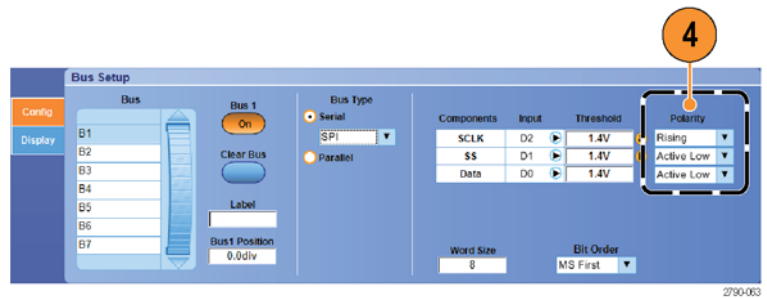 4
Bus Setup
Config
Display
Bus
B1
B2
B3
B4
B5
B6
B7
Bus 1
On
Clear Bus
Label
Bus1 Position
0.0div
Bus Type
Serial
SPI
Parallel
Components Input Threshold Polarity
SCLK D2 1.4V Rising
SS D1 1.4V Active Low
Data D0 1.4V Active Low
Word Size
8
Bit Order
MS First
2790-063